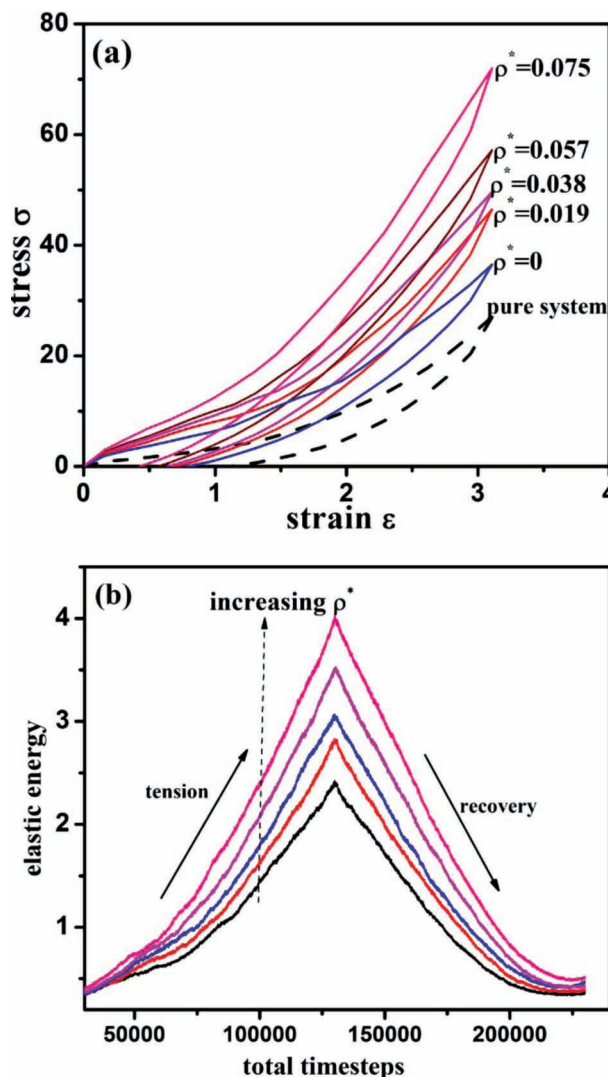 (a)
80
60
40
20
0
stress σ
ρ*=0.075
ρ*=0.057
ρ*=0.038
ρ*=0.019
ρ*=0
pure system
0 1 2 3 4
strain ε
(b)
increasing ρ*
4
3
2
1
elastic energy
tension
recovery
50000 100000 150000 200000
total timesteps